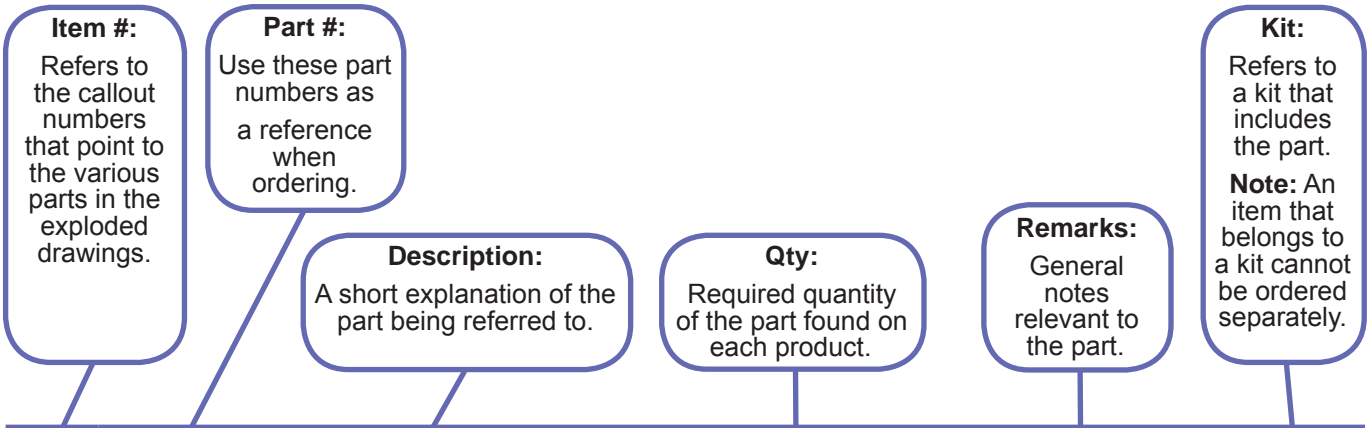 Item #:
Refers to
the callout
numbers
that point to
the various
parts in the
exploded
drawings.
Part #:
Use these part
numbers as
a reference
when
ordering.
Description:
A short explanation of the
part being referred to.
Qty:
Required quantity
of the part found on
each product.
Remarks:
General
notes
relevant to
the part.
Kit:
Refers to
a kit that
includes
the part.
Note: An
item that
belongs to
a kit cannot
be ordered
separately.